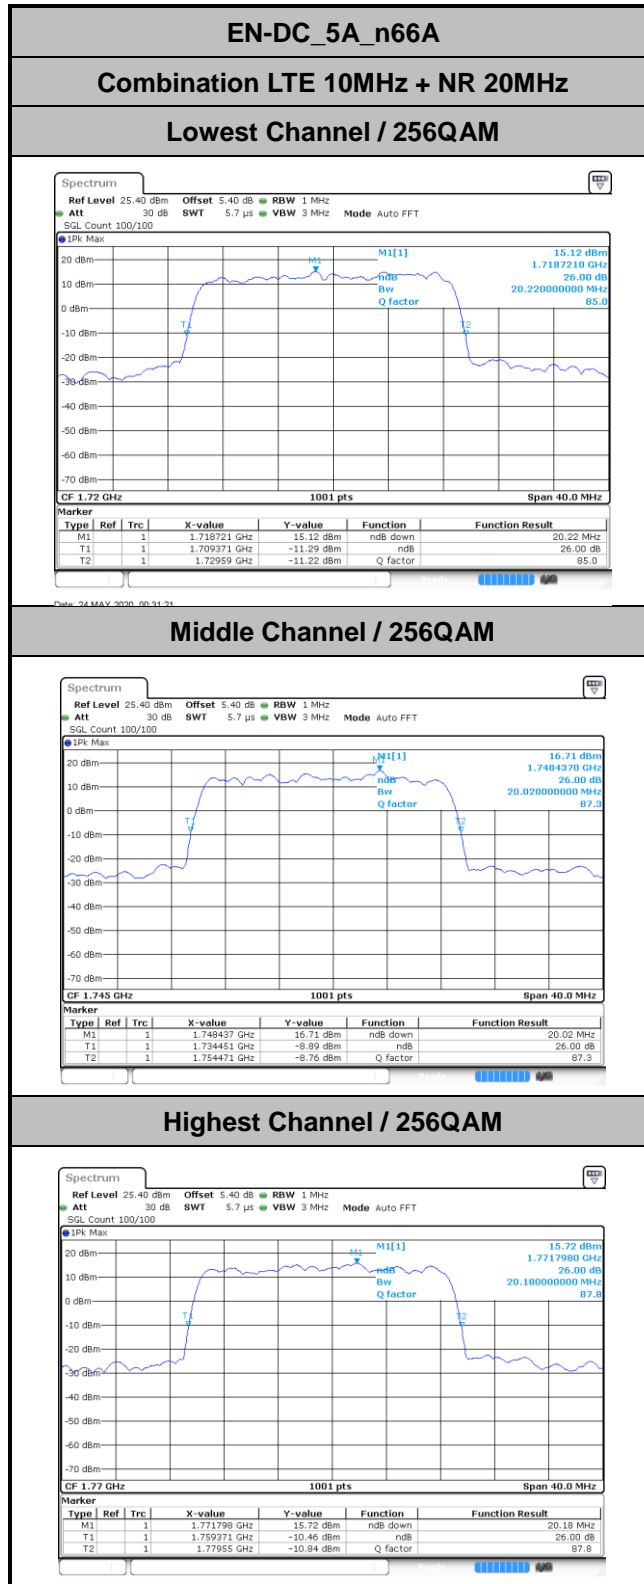 EN-DC_5A_n66A
Combination LTE 10MHz + NR 20MHz
Lowest Channel / 256QAM
Spectrum
Ref Level 25.40 dBm Offset 5.40 dB RBW 1 MHz
Att 30 dB SWT 5.7 µs VBW 3 MHz Mode Auto FFT
SGL Count 100/100
1Pk Max
M1[1] 15.12 dBm
1.7187210 GHz
ndB 26.00 dB
Bw 20.220000000 MHz
Q factor 85.0
M1
T1
T2
20 dBm
10 dBm
0 dBm
-10 dBm
-20 dBm
-30 dBm
-40 dBm
-50 dBm
-60 dBm
-70 dBm
CF 1.72 GHz 1001 pts Span 40.0 MHz
Marker
Type Ref Trc X-value Y-value Function Function Result
M1 1 1.718721 GHz 15.12 dBm ndB down 20.22 MHz
T1 1 1.709371 GHz -11.29 dBm ndB 26.00 dB
T2 1 1.72959 GHz -11.22 dBm Q factor 85.0
Date: 24 MAY 2020 00:31:21
Middle Channel / 256QAM
Spectrum
Ref Level 25.40 dBm Offset 5.40 dB RBW 1 MHz
Att 30 dB SWT 5.7 µs VBW 3 MHz Mode Auto FFT
SGL Count 100/100
1Pk Max
M1[1] 16.71 dBm
1.7484370 GHz
ndB 26.00 dB
Bw 20.020000000 MHz
Q factor 87.3
M1
T1
T2
20 dBm
10 dBm
0 dBm
-10 dBm
-20 dBm
-30 dBm
-40 dBm
-50 dBm
-60 dBm
-70 dBm
CF 1.745 GHz 1001 pts Span 40.0 MHz
Marker
Type Ref Trc X-value Y-value Function Function Result
M1 1 1.748437 GHz 16.71 dBm ndB down 20.02 MHz
T1 1 1.734451 GHz -8.89 dBm ndB 26.00 dB
T2 1 1.754471 GHz -8.76 dBm Q factor 87.3
Highest Channel / 256QAM
Spectrum
Ref Level 25.40 dBm Offset 5.40 dB RBW 1 MHz
Att 30 dB SWT 5.7 µs VBW 3 MHz Mode Auto FFT
SGL Count 100/100
1Pk Max
M1[1] 15.72 dBm
1.7717980 GHz
ndB 26.00 dB
Bw 20.180000000 MHz
Q factor 87.8
M1
T1
T2
20 dBm
10 dBm
0 dBm
-10 dBm
-20 dBm
-30 dBm
-40 dBm
-50 dBm
-60 dBm
-70 dBm
CF 1.77 GHz 1001 pts Span 40.0 MHz
Marker
Type Ref Trc X-value Y-value Function Function Result
M1 1 1.771798 GHz 15.72 dBm ndB down 20.18 MHz
T1 1 1.759371 GHz -10.46 dBm ndB 26.00 dB
T2 1 1.77955 GHz -10.84 dBm Q factor 87.8